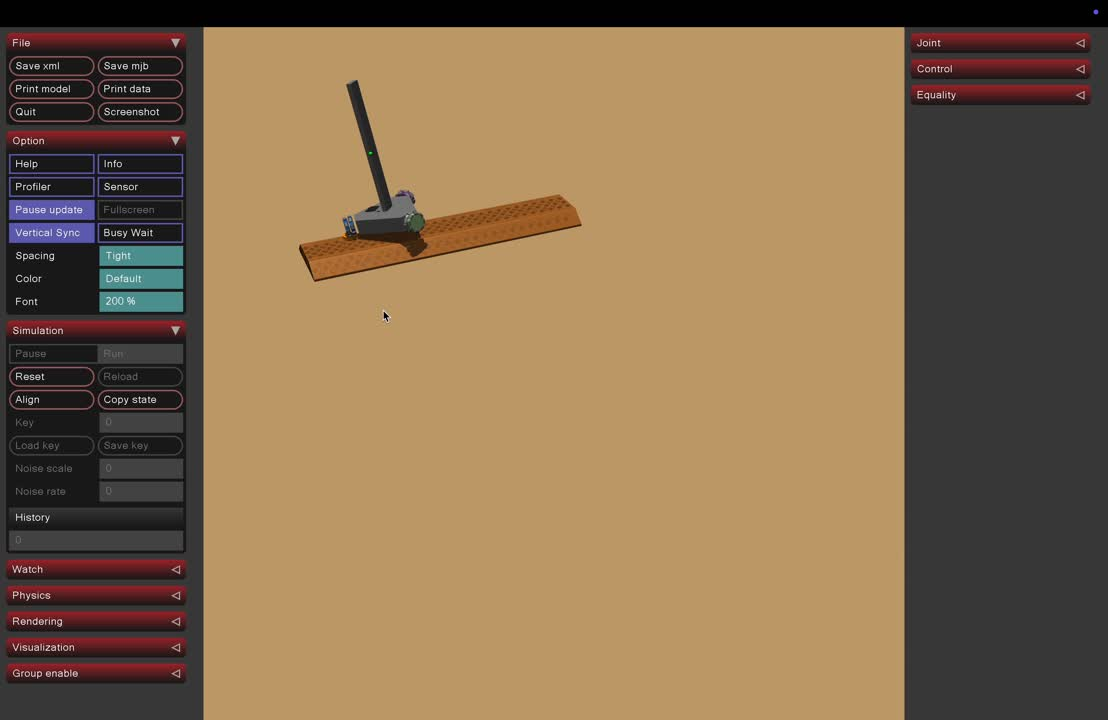 File
Save xml Save mjb
Print model Print data
Quit Screenshot
Option
Help Info
Profiler Sensor
Pause update Fullscreen
Vertical Sync Busy Wait
Spacing Tight
Color Default
Font 200 %
Simulation
Pause Run
Reset Reload
Align Copy state
Key 0
Load key Save key
Noise scale 0
Noise rate 0
History
0
Watch
Physics
Rendering
Visualization
Group enable
Joint
Control
Equality